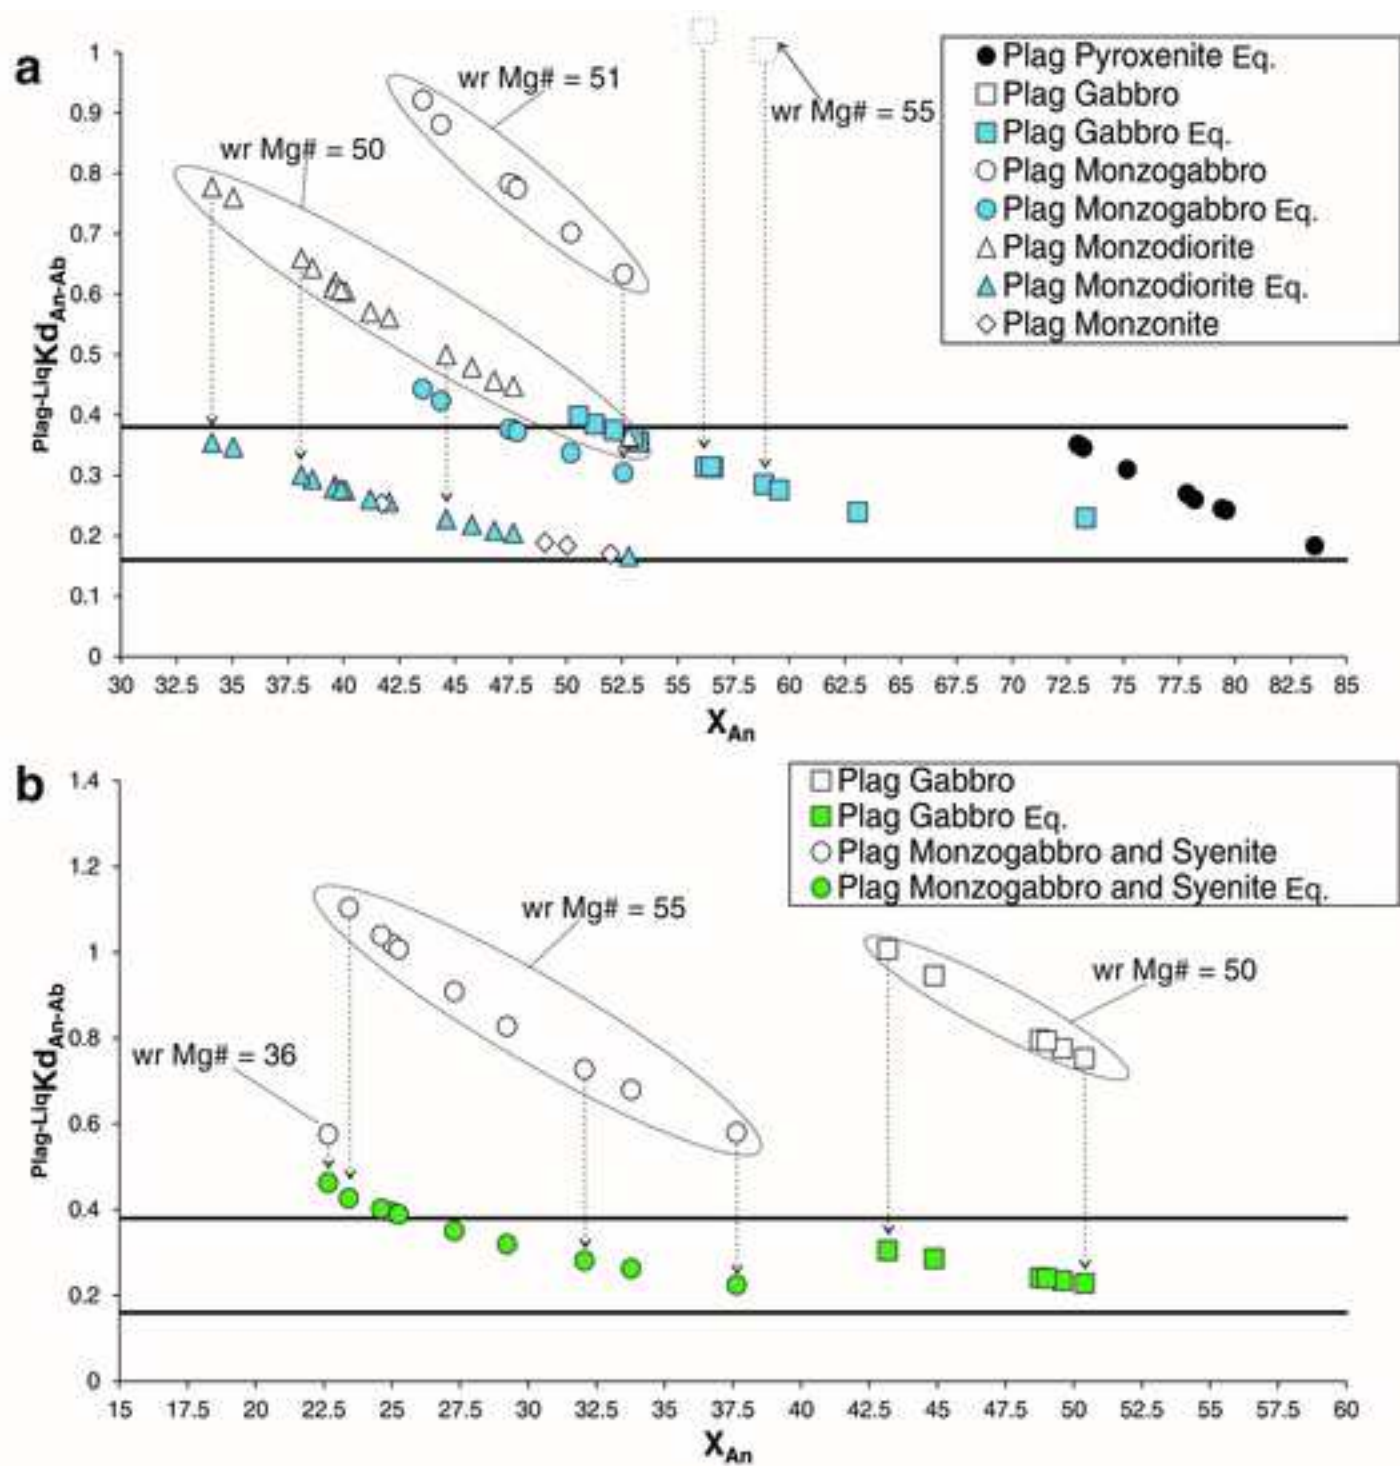 a
1
0.9
0.8
0.7
0.6
0.5
0.4
0.3
0.2
0.1
0
Plag-LiqKdAn-Ab
wr Mg# = 51
wr Mg# = 50
wr Mg# = 55
Plag Pyroxenite Eq.
Plag Gabbro
Plag Gabbro Eq.
Plag Monzogabbro
Plag Monzogabbro Eq.
Plag Monzodiorite
Plag Monzodiorite Eq.
Plag Monzonite
30 32.5 35 37.5 40 42.5 45 47.5 50 52.5 55 57.5 60 62.5 65 67.5 70 72.5 75 77.5 80 82.5 85
XAn
b
1.4
1.2
1
0.8
0.6
0.4
0.2
0
Plag-LiqKdAn-Ab
Plag Gabbro
Plag Gabbro Eq.
Plag Monzogabbro and Syenite
Plag Monzogabbro and Syenite Eq.
wr Mg# = 55
wr Mg# = 50
wr Mg# = 36
15 17.5 20 22.5 25 27.5 30 32.5 35 37.5 40 42.5 45 47.5 50 52.5 55 57.5 60
XAn